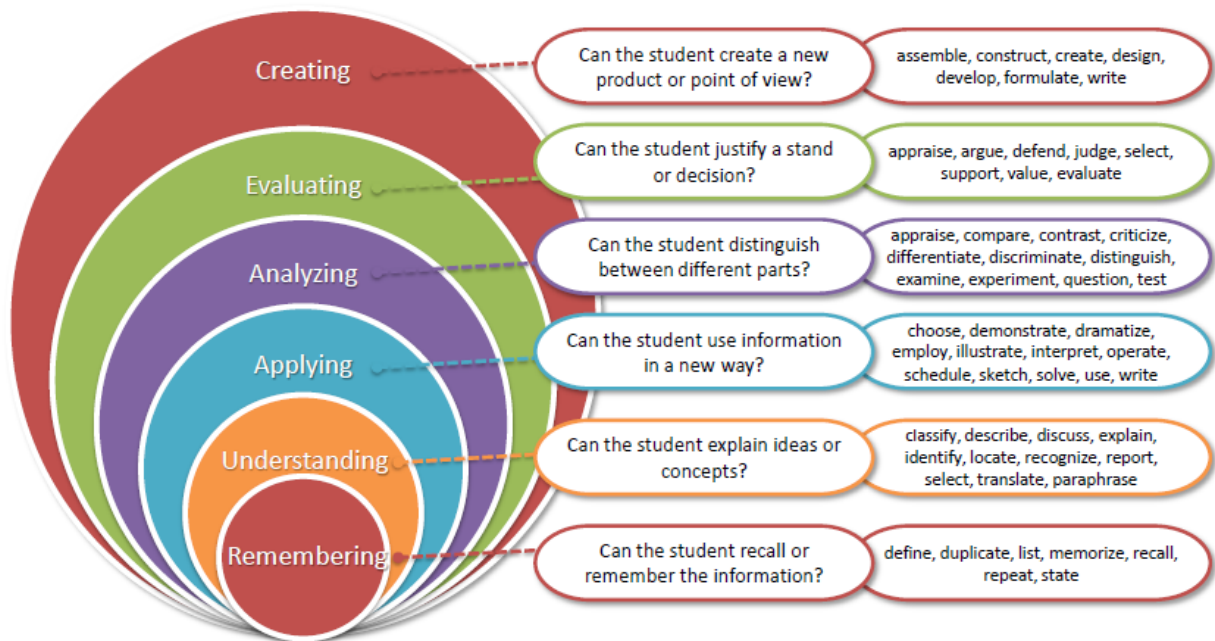 Creating
Can the student create a new
product or point of view?
assemble, construct, create, design,
develop, formulate, write
Evaluating
Can the student justify a stand
or decision?
appraise, argue, defend, judge, select,
support, value, evaluate
Analyzing
Can the student distinguish
between different parts?
appraise, compare, contrast, criticize,
differentiate, discriminate, distinguish,
examine, experiment, question, test
Applying
Can the student use information
in a new way?
choose, demonstrate, dramatize,
employ, illustrate, interpret, operate,
schedule, sketch, solve, use, write
Understanding
Can the student explain ideas or
concepts?
classify, describe, discuss, explain,
identify, locate, recognize, report,
select, translate, paraphrase
Remembering
Can the student recall or
remember the information?
define, duplicate, list, memorize, recall,
repeat, state